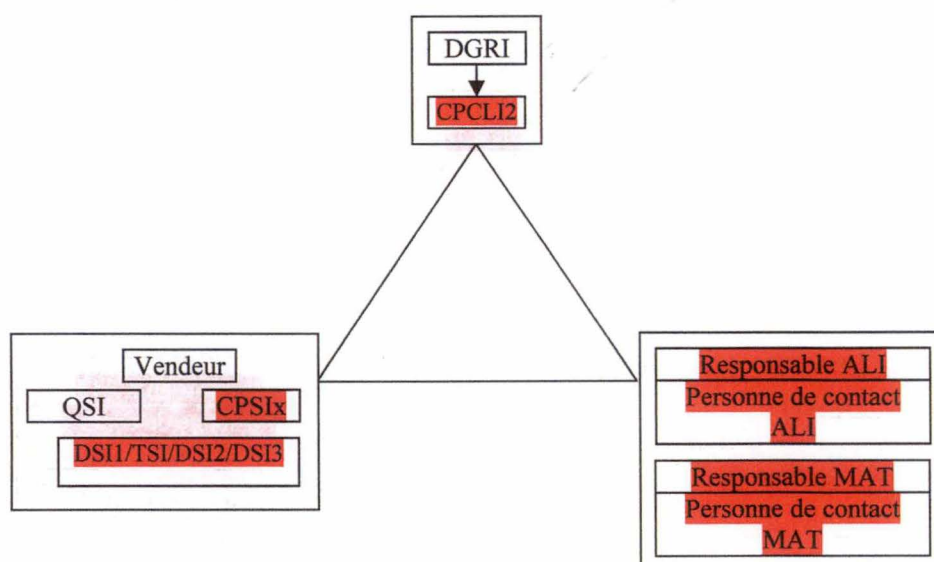 DGRI
CPCLI2
Vendeur
QSI
CPSIx
DSI1/TSI/DSI2/DSI3
Responsable ALI
Personne de contact
ALI
Responsable MAT
Personne de contact
MAT